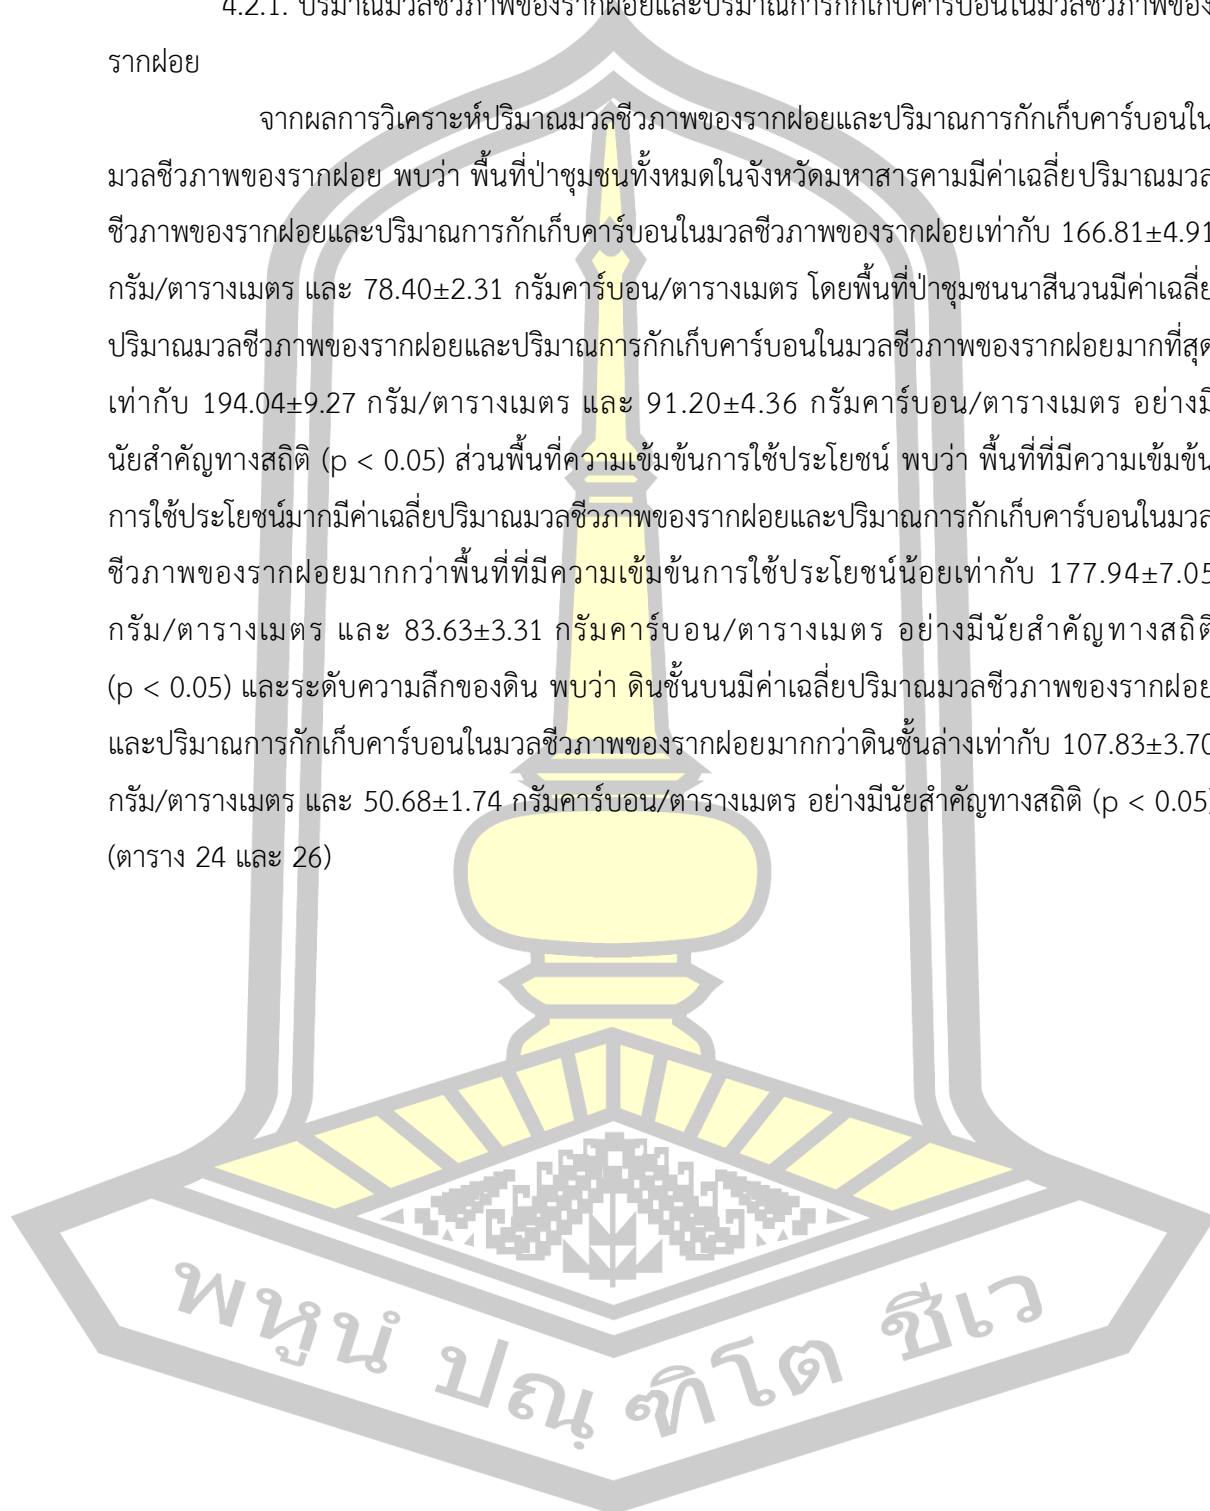 4.2.1. ปริมาณมวลชีวภาพของรากฝอยและปริมาณการกักเก็บคาร์บอนในมวลชีวภาพของ
รากฝอย
จากผลการวิเคราะห์ปริมาณมวลชีวภาพของรากฝอยและปริมาณการกักเก็บคาร์บอนใน
มวลชีวภาพของรากฝอย พบว่า พื้นที่ป่าชุมชนทั้งหมดในจังหวัดมหาสารคามมีค่าเฉลี่ยปริมาณมวล
ชีวภาพของรากฝอยและปริมาณการกักเก็บคาร์บอนในมวลชีวภาพของรากฝอยเท่ากับ 166.81±4.91
กรัม/ตารางเมตร และ 78.40±2.31 กรัมคาร์บอน/ตารางเมตร โดยพื้นที่ป่าชุมชนนาสีนวนมีค่าเฉลี่ย
ปริมาณมวลชีวภาพของรากฝอยและปริมาณการกักเก็บคาร์บอนในมวลชีวภาพของรากฝอยมากที่สุด
เท่ากับ 194.04±9.27 กรัม/ตารางเมตร และ 91.20±4.36 กรัมคาร์บอน/ตารางเมตร อย่างมี
นัยสำคัญทางสถิติ (p < 0.05) ส่วนพื้นที่ความเข้มข้นการใช้ประโยชน์ พบว่า พื้นที่ที่มีความเข้มข้น
การใช้ประโยชน์มากมีค่าเฉลี่ยปริมาณมวลชีวภาพของรากฝอยและปริมาณการกักเก็บคาร์บอนในมวล
ชีวภาพของรากฝอยมากกว่าพื้นที่ที่มีความเข้มข้นการใช้ประโยชน์น้อยเท่ากับ 177.94±7.05
กรัม/ตารางเมตร และ 83.63±3.31 กรัมคาร์บอน/ตารางเมตร อย่างมีนัยสำคัญทางสถิติ
(p < 0.05) และระดับความลึกของดิน พบว่า ดินชั้นบนมีค่าเฉลี่ยปริมาณมวลชีวภาพของรากฝอย
และปริมาณการกักเก็บคาร์บอนในมวลชีวภาพของรากฝอยมากกว่าดินชั้นล่างเท่ากับ 107.83±3.70
กรัม/ตารางเมตร และ 50.68±1.74 กรัมคาร์บอน/ตารางเมตร อย่างมีนัยสำคัญทางสถิติ (p < 0.05)
(ตาราง 24 และ 26)
พหูนํ ปณฺฑิโต ชีเว